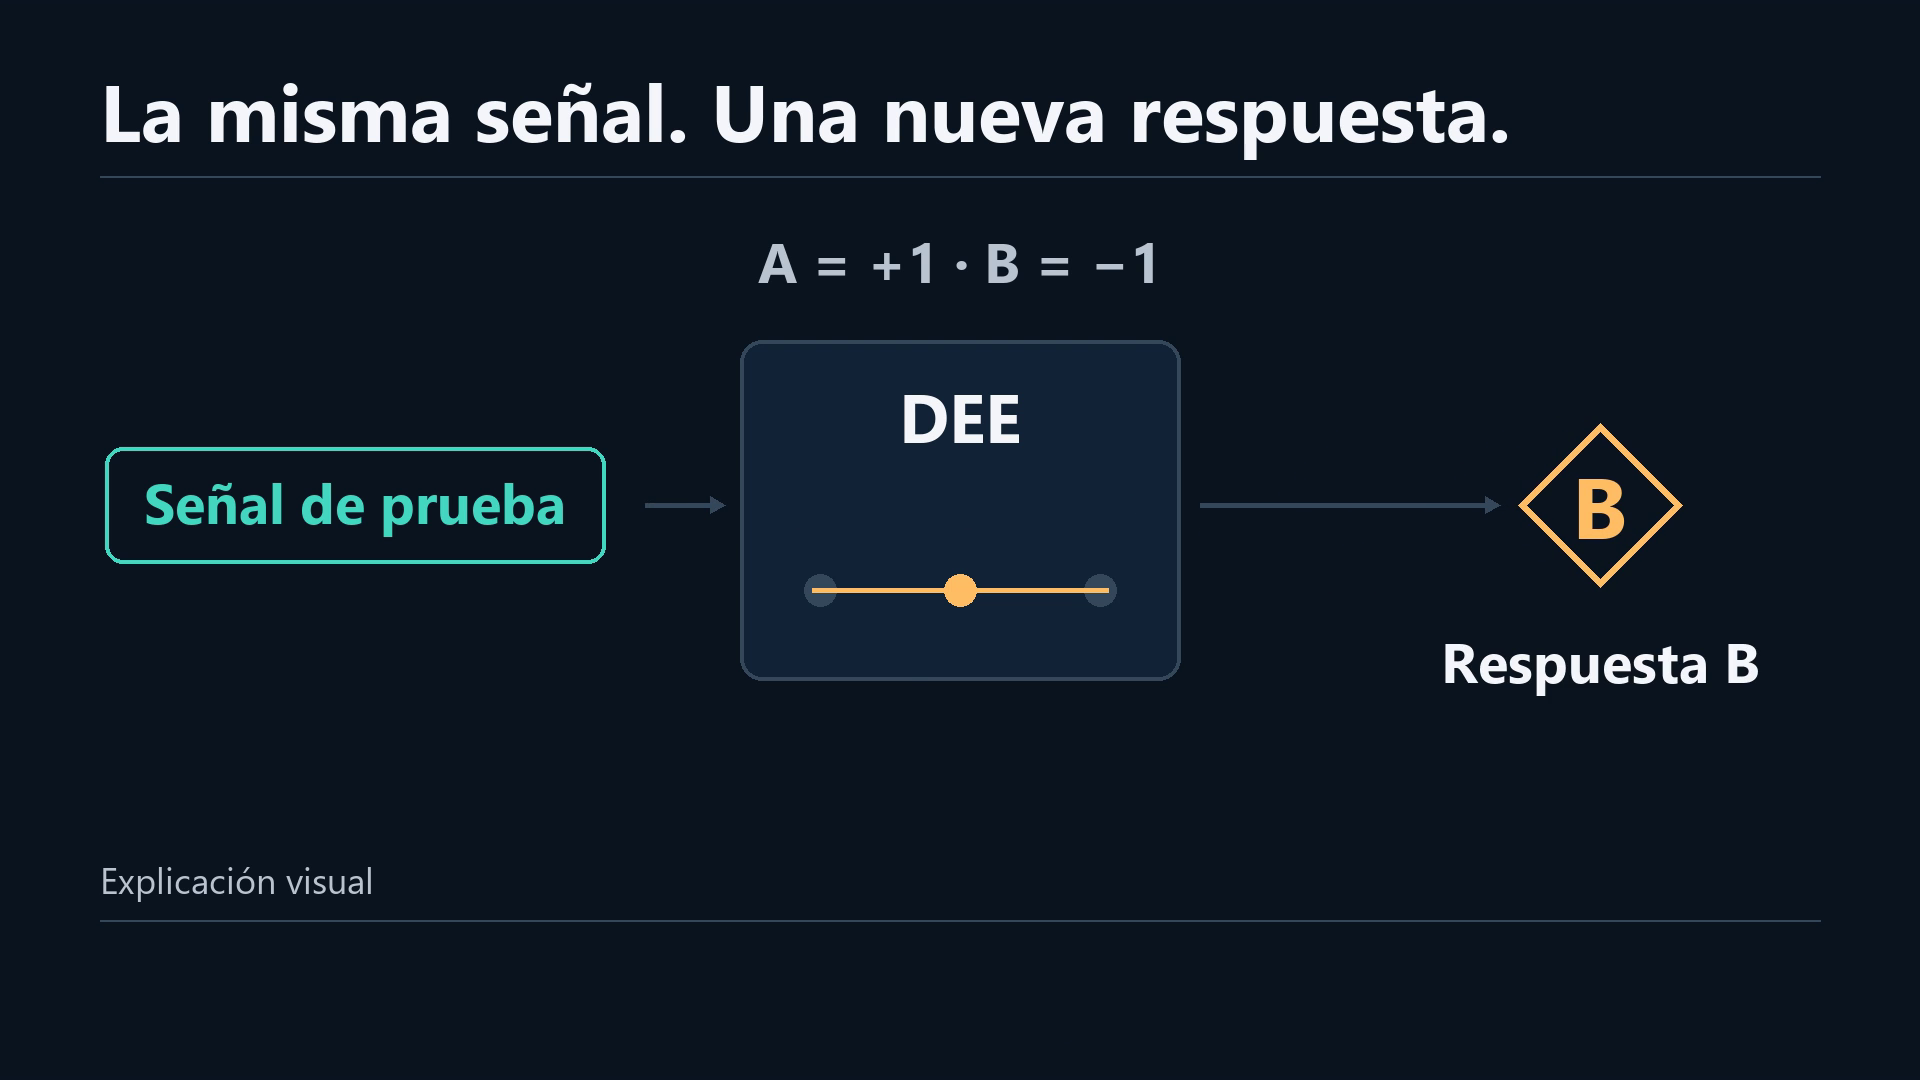 La misma señal. Una nueva respuesta.
A = +1 · B = −1
DEE
Señal de prueba
B
Respuesta B
Explicación visual